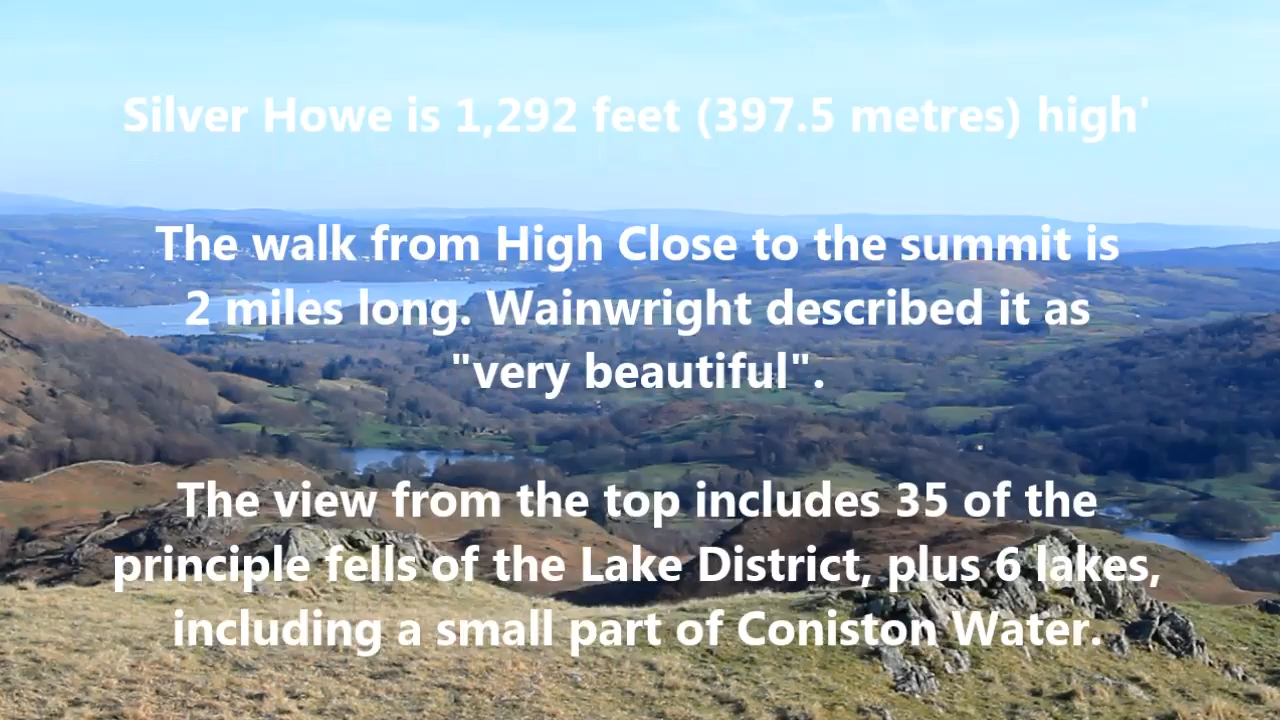 Silver Howe is 1,292 feet (397.5 metres) high'
The walk from High Close to the summit is
2 miles long. Wainwright described it as
"very beautiful".
The view from the top includes 35 of the
principle fells of the Lake District, plus 6 lakes,
including a small part of Coniston Water.